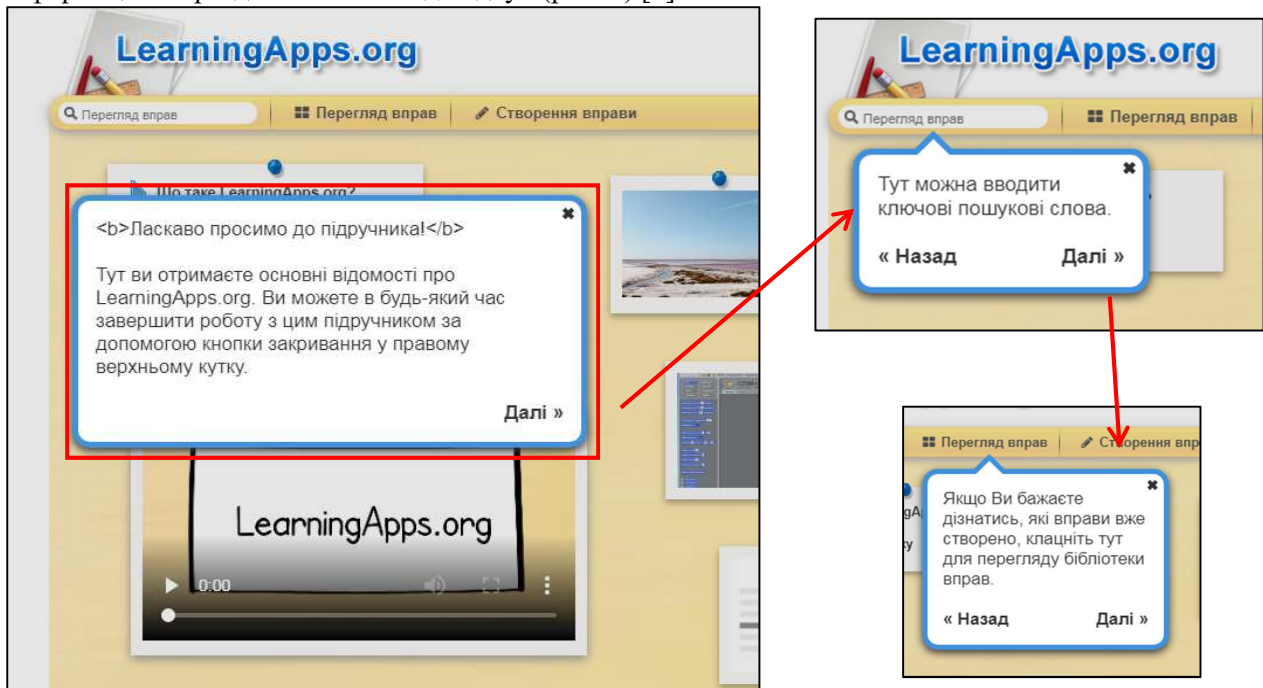 LearningApps.org
Перегляд вправ
Перегляд вправ
Створення вправи
Що таке LearningApps.org?
<b>Ласкаво просимо до підручника!</b>
Тут ви отримаєте основні відомості про
LearningApps.org. Ви можете в будь-який час
завершити роботу з цим підручником за
допомогою кнопки закривання у правому
верхньому кутку.
Далі »
LearningApps.org
0:00
LearningApps.org
Перегляд вправ
Перегляд вправ
Тут можна вводити
ключові пошукові слова.
« Назад Далі »
Перегляд вправ
Створення впр
Якщо Ви бажаєте
дізнатись, які вправи вже
створено, клацніть тут
для перегляду бібліотеки
вправ.
« Назад Далі »